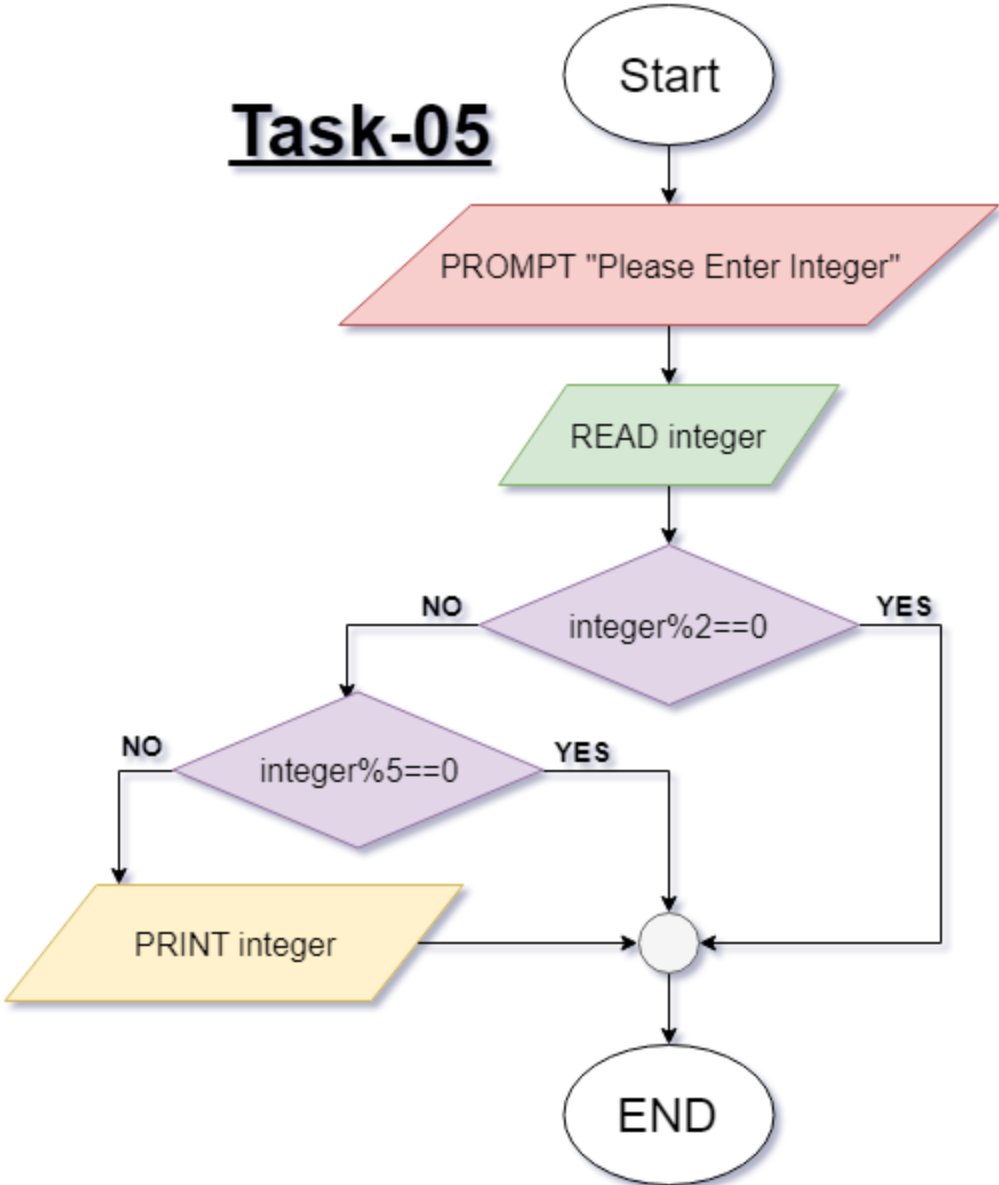 Start
Task-05
PROMPT "Please Enter Integer"
READ integer
NO
integer%2==0
YES
NO
integer%5==0
YES
PRINT integer
END